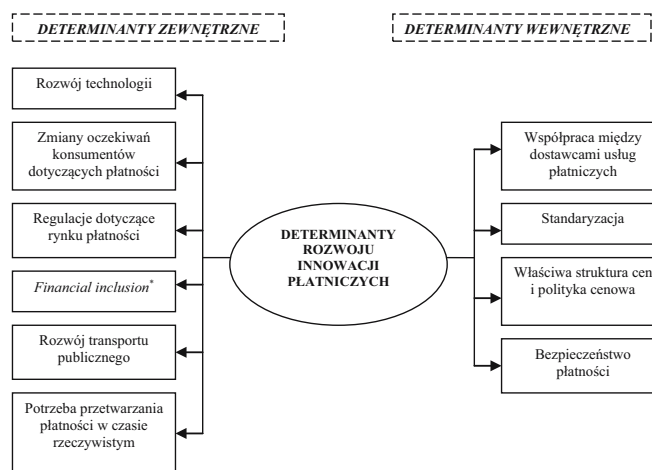 DETERMINANTY ZEWNĘTRZNE
Rozwój technologii
Zmiany oczekiwań
konsumentów
dotyczących płatności
Regulacje dotyczące
rynku płatności
Financial inclusion*
Rozwój transportu
publicznego
Potrzeba przetwarzania
płatności w czasie
rzeczywistym
DETERMINANTY
ROZWOJU
INNOWACJI
PŁATNICZYCH
DETERMINANTY WEWNĘTRZNE
Współpraca między
dostawcami usług
płatniczych
Standaryzacja
Właściwa struktura cen
i polityka cenowa
Bezpieczeństwo
płatności